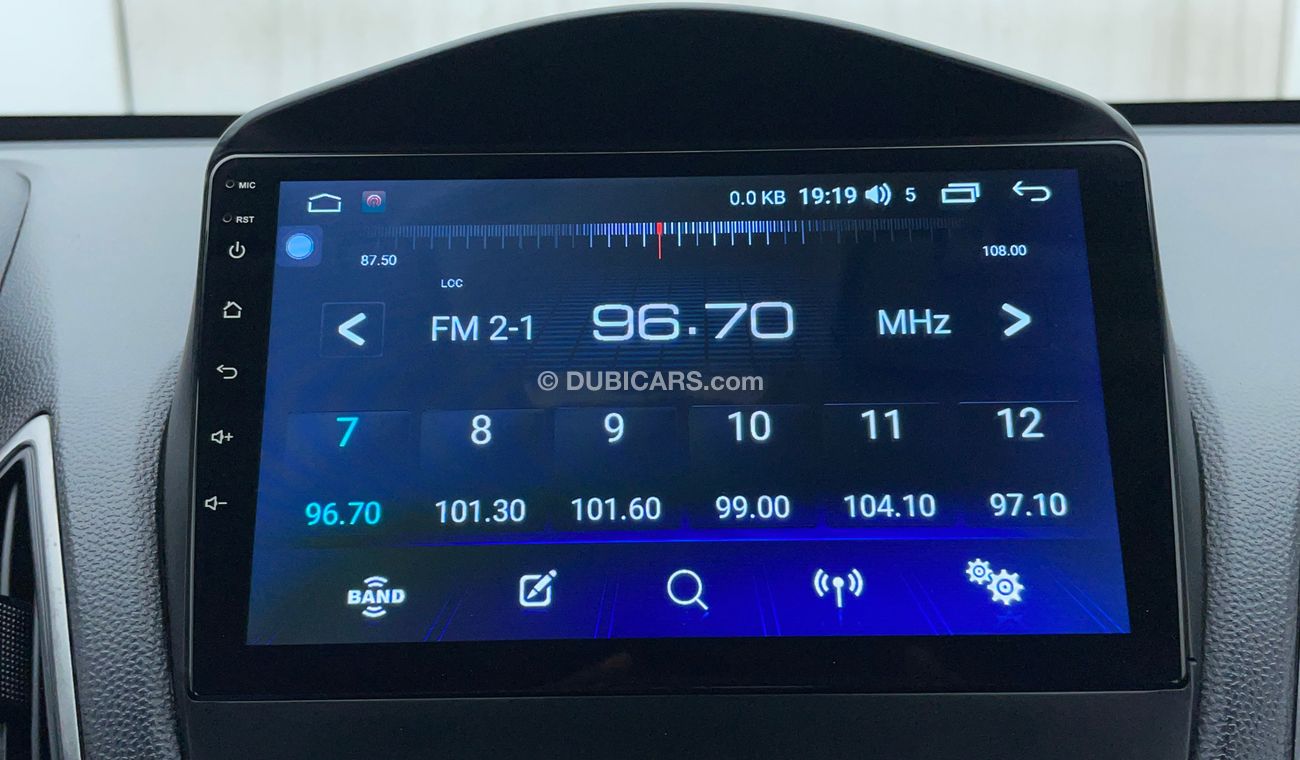 MIC
0.0 KB 19:19 5
RST
87.50 108.00
LOC
FM 2-1 96.70 MHz
© DUBICARS.com
7 8 9 10 11 12
96.70 101.30 101.60 99.00 104.10 97.10
BAND